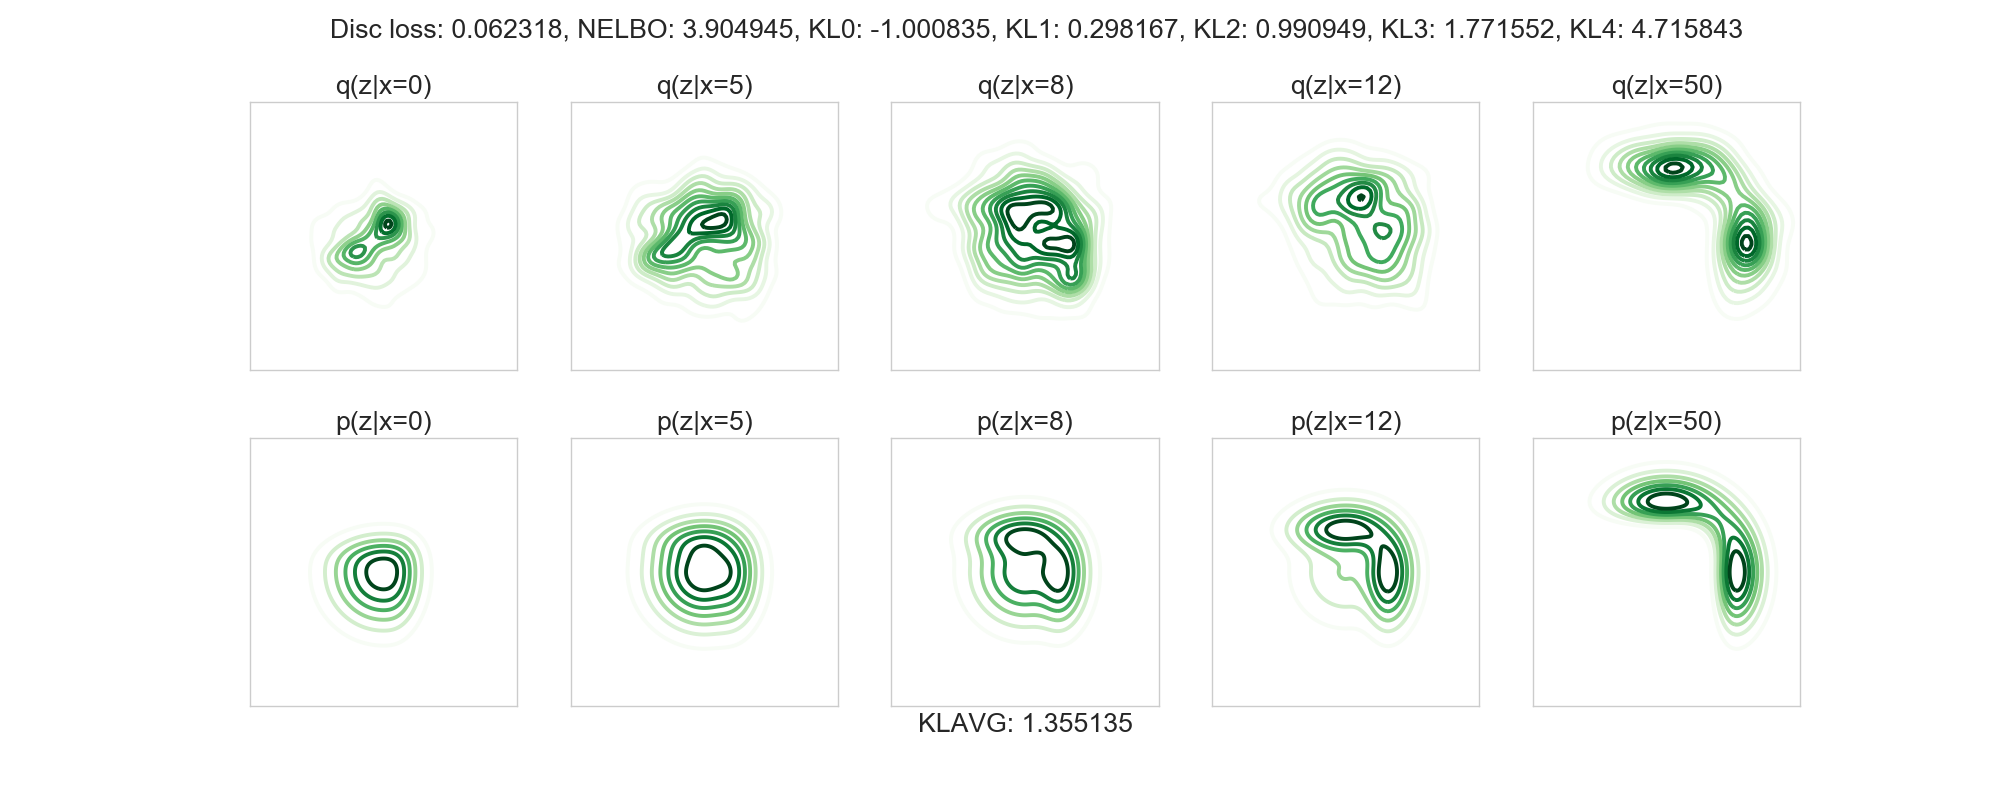 Disc loss: 0.062318, NELBO: 3.904945, KL0: -1.000835, KL1: 0.298167, KL2: 0.990949, KL3: 1.771552, KL4: 4.715843
q(z|x=0) q(z|x=5) q(z|x=8) q(z|x=12) q(z|x=50)
p(z|x=0) p(z|x=5) p(z|x=8) p(z|x=12) p(z|x=50)
KLAVG: 1.355135